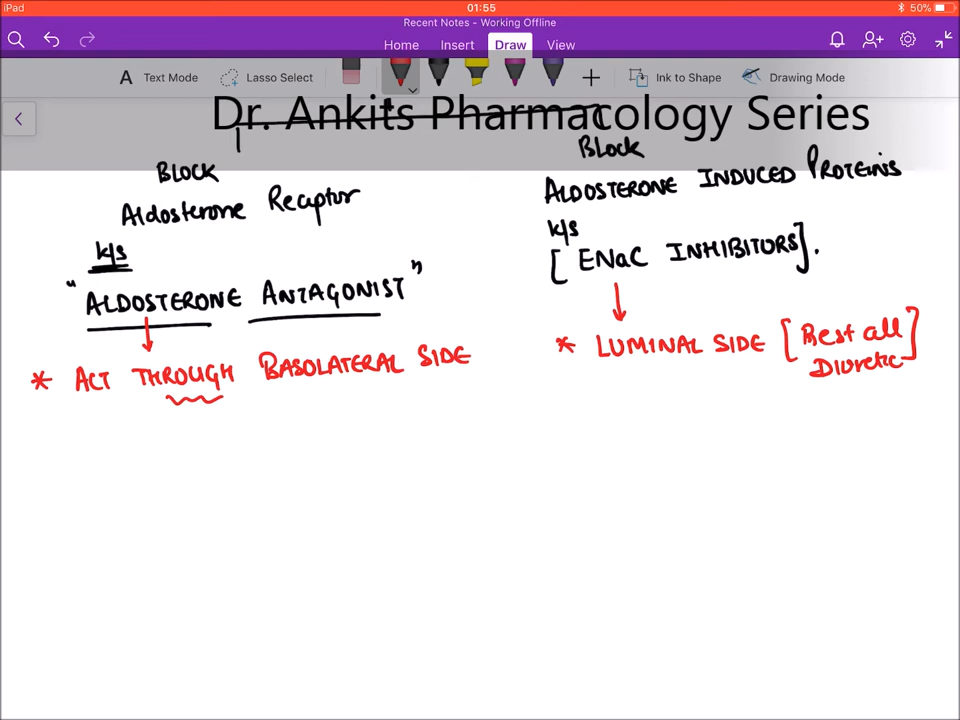 iPad
01:55
50%
Recent Notes - Working Offline
Home Insert Draw View
A Text Mode Lasso Select Ink to Shape Drawing Mode
Dr. Ankits Pharmacology Series
Block
Aldosterone Receptor
k/s
"ALDOSTERONE ANTAGONIST"
* ACT THROUGH BASOLATERAL SIDE
Block
ALDOSTERONE INDUCED PROTEINS
k/s
[ENaC INHIBITORS].
* LUMINAL SIDE [Rest all
Diuretic]